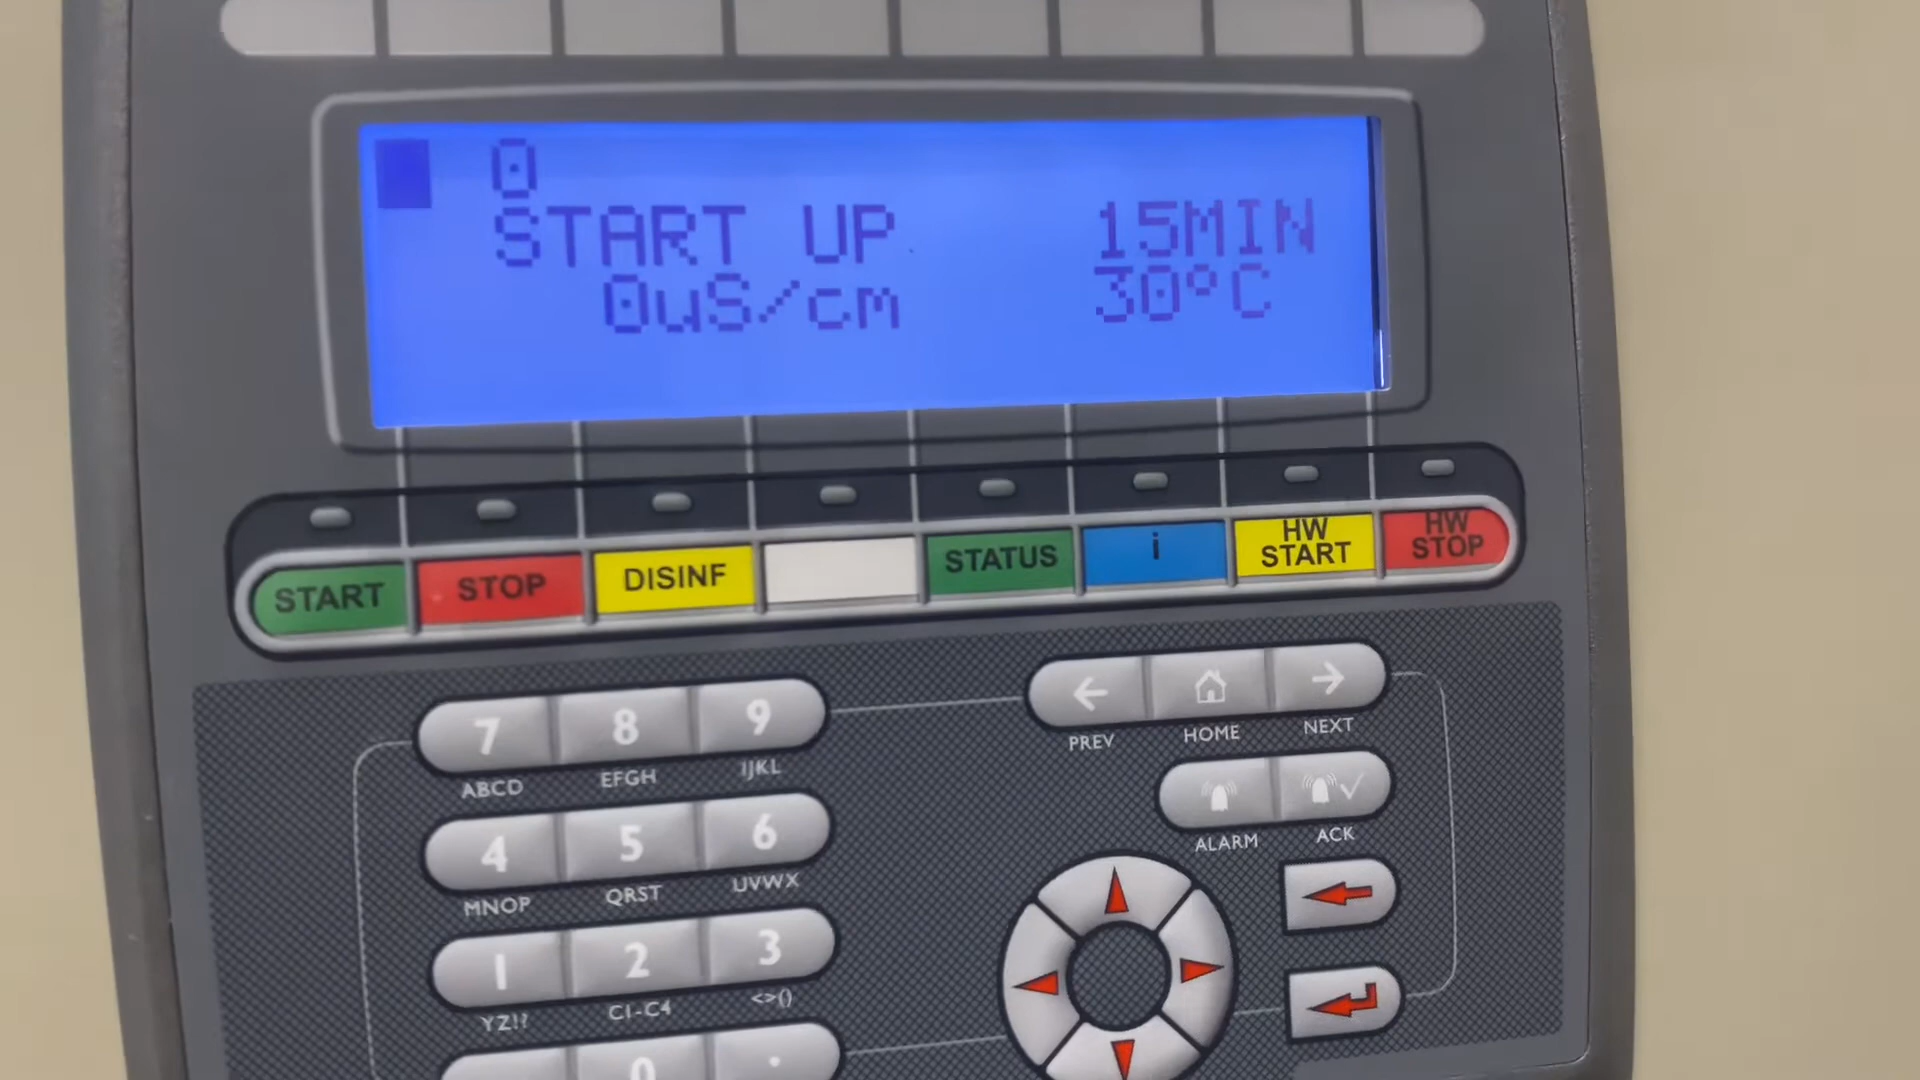 0
START UP 15MIN
0uS/cm 30°C
START STOP DISINF STATUS i HW START HW STOP
7 8 9
ABCD EFGH IJKL
PREV HOME NEXT
4 5 6
MNOP QRST UVWX
ALARM ACK
1 2 3
YZ!? C1-C4 <>()
0 .